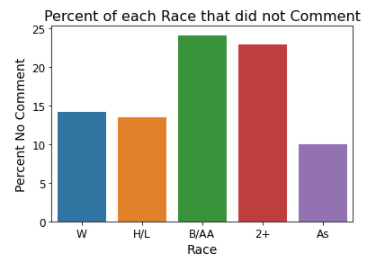 Percent of each Race that did not Comment
Percent No Comment
25
20
15
10
5
0
W H/L B/AA 2+ As
Race